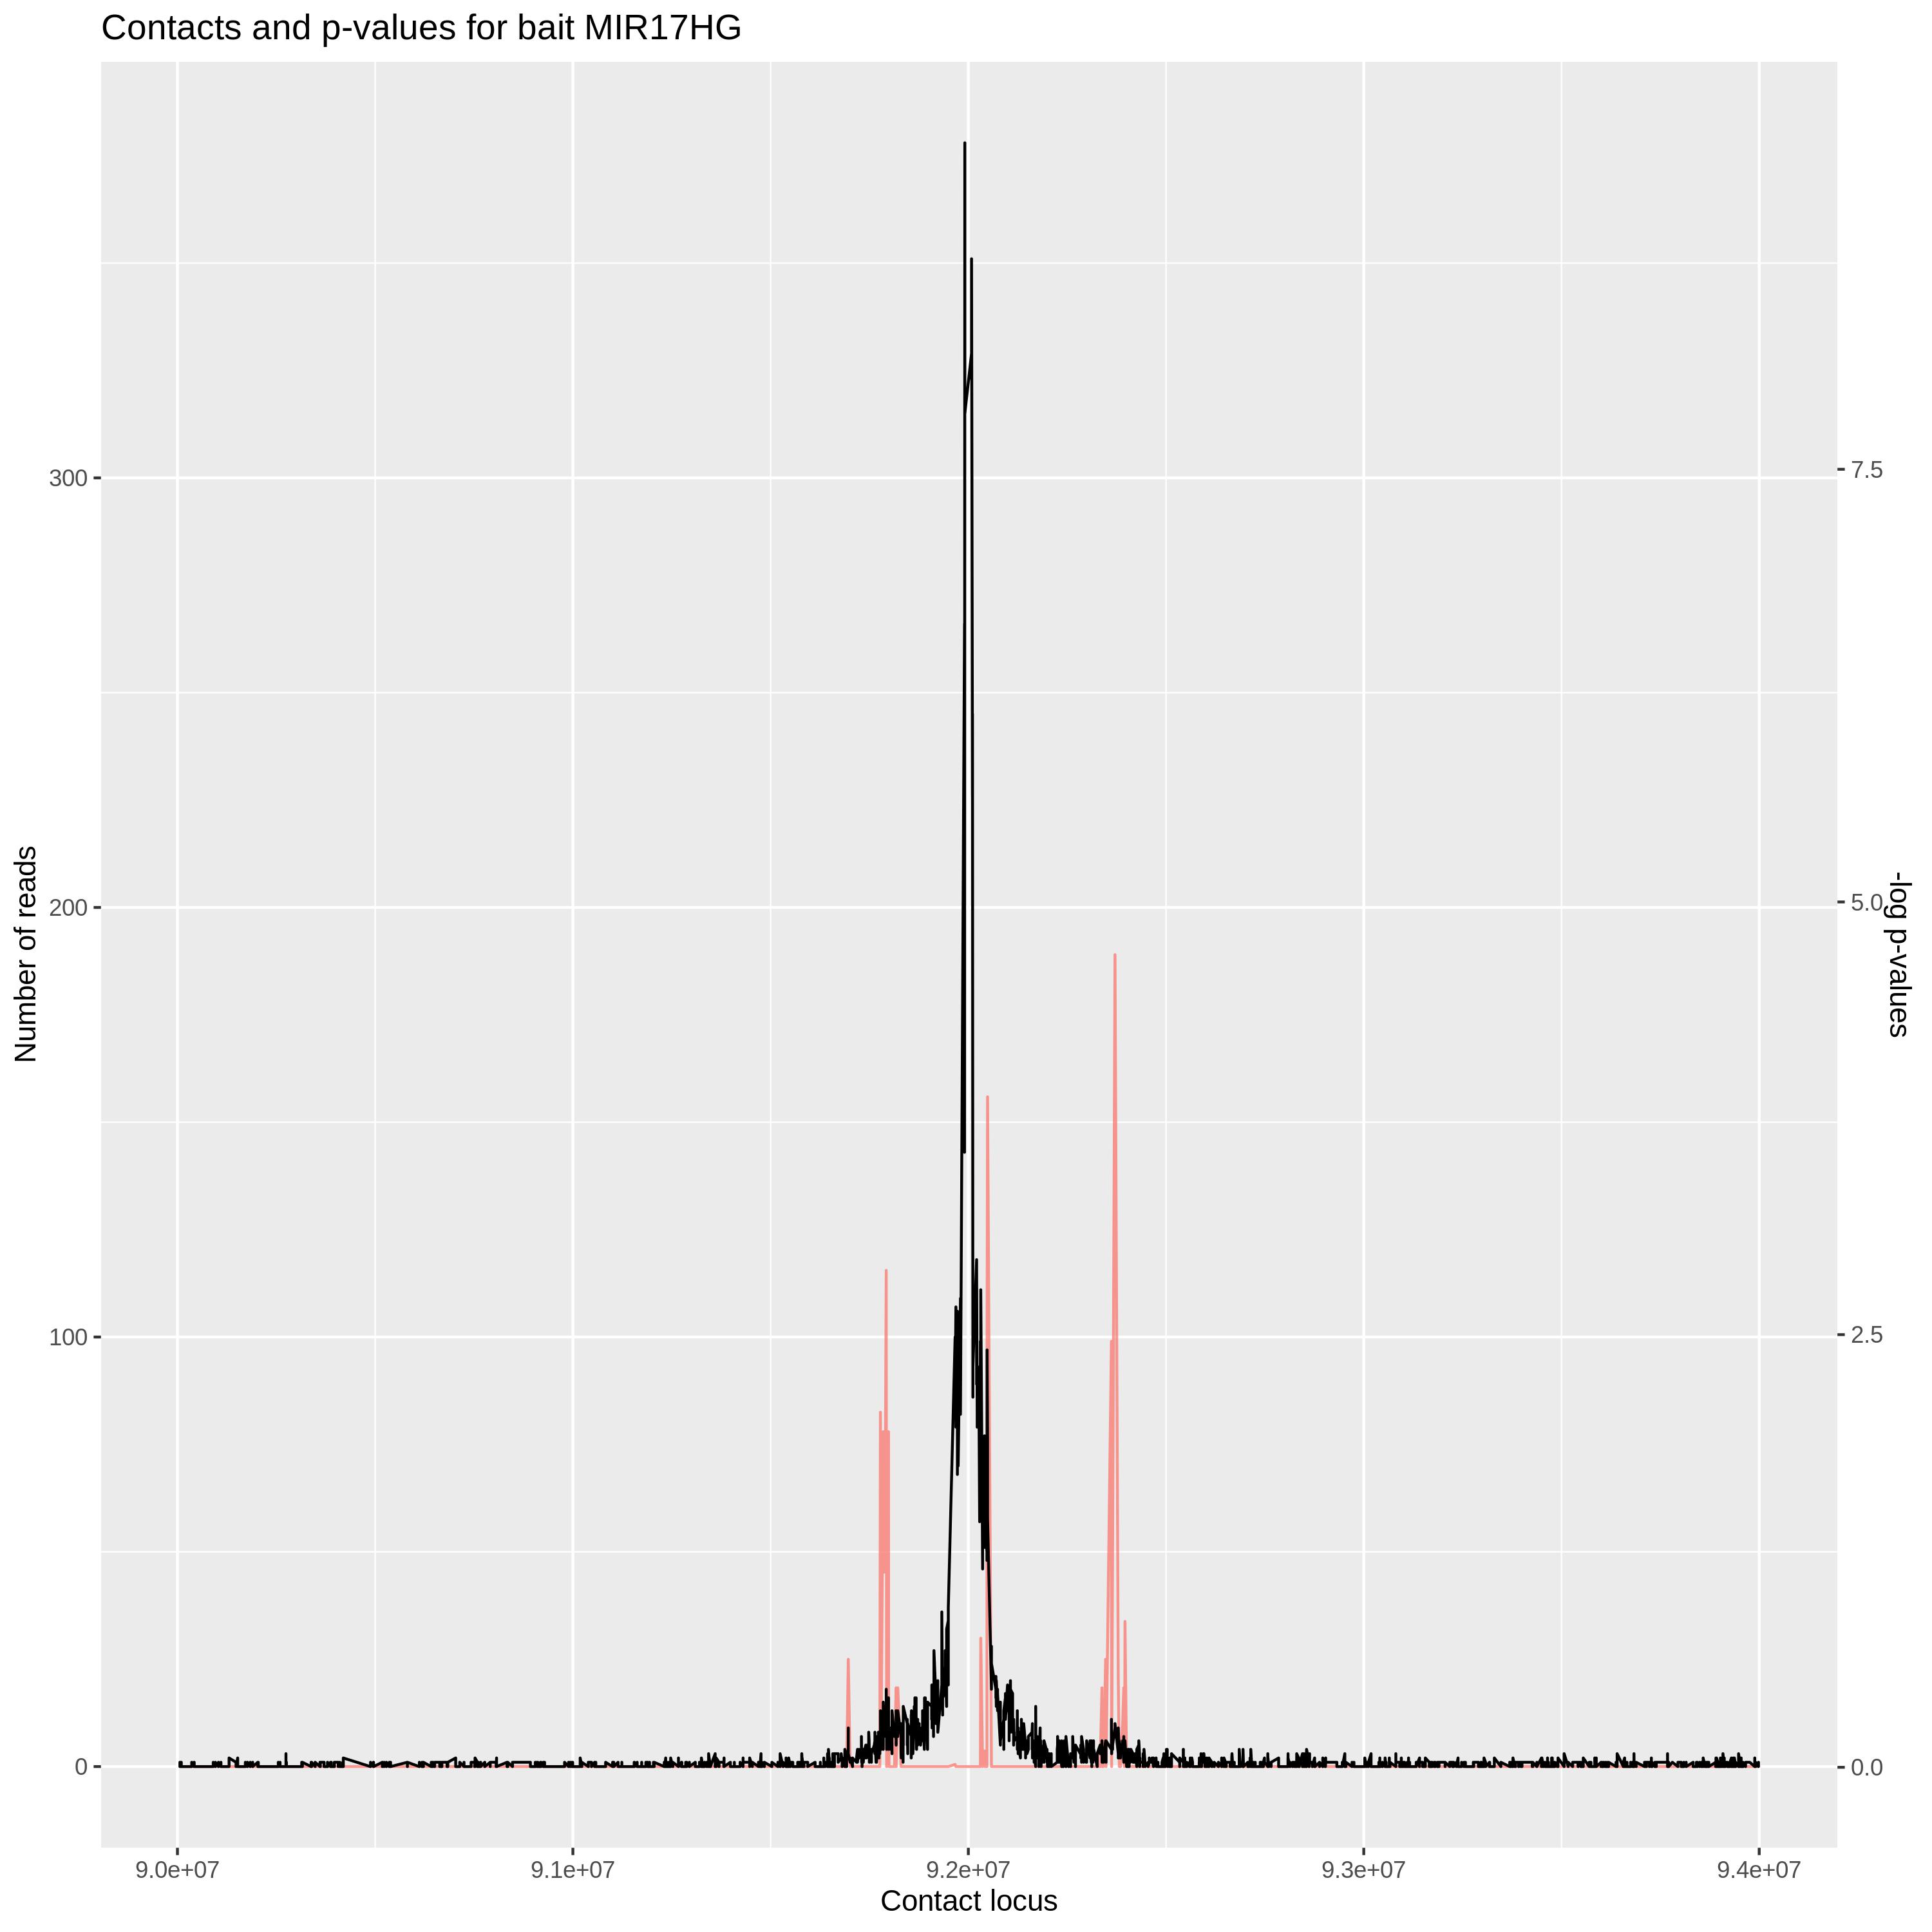 Contacts and p-values for bait MIR17HG
Number of reads
300
200
100
0
7.5
5.0
2.5
0.0
-log p-values
9.0e+07 9.1e+07 9.2e+07 9.3e+07 9.4e+07
Contact locus